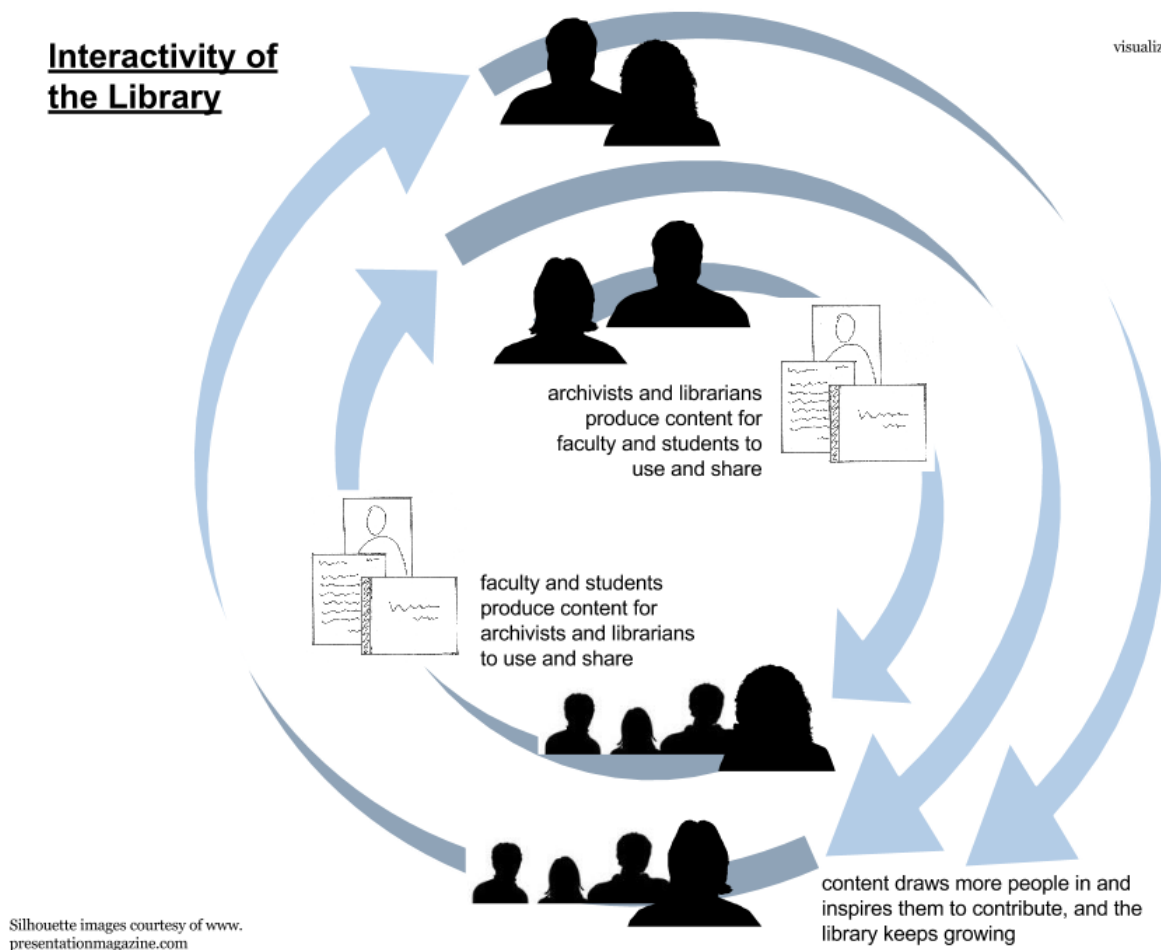 Interactivity of
the Library
visualiz
archivists and librarians
produce content for
faculty and students to
use and share
faculty and students
produce content for
archivists and librarians
to use and share
content draws more people in and
inspires them to contribute, and the
library keeps growing
Silhouette images courtesy of www.
presentationmagazine.com